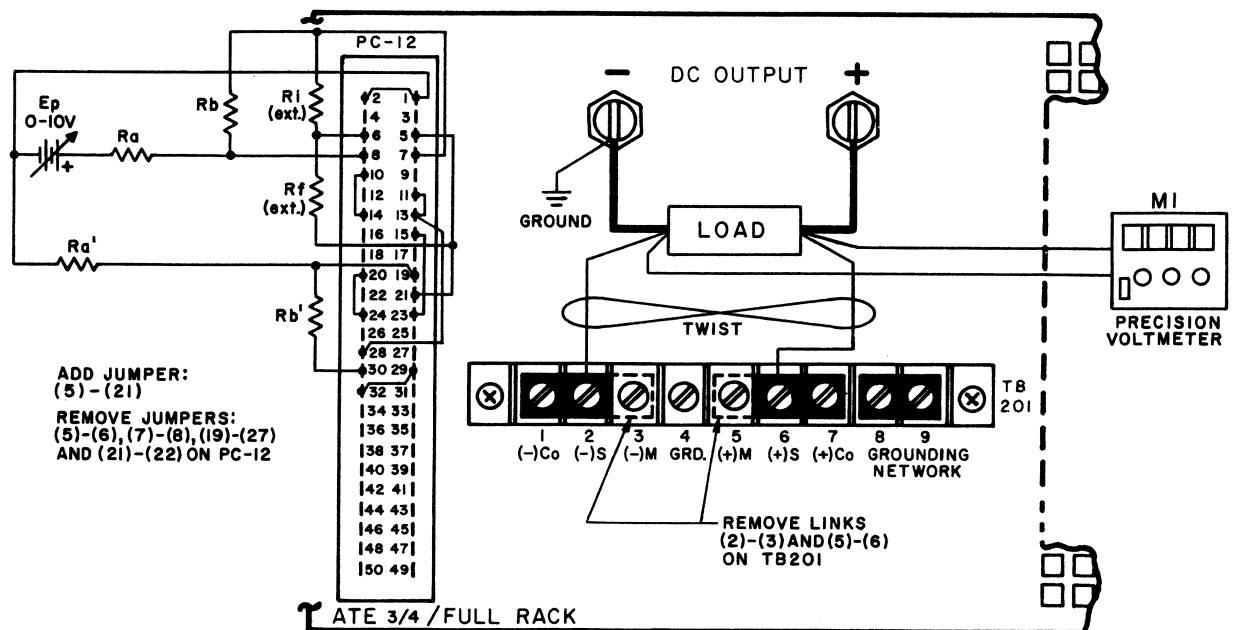 PC-12
− DC OUTPUT +
Ep
0-10V
Ra
Rb
Ri
(ext.)
Rf
(ext.)
Ra'
Rb'
2 1
4 3
6 5
8 7
10 9
12 11
14 13
16 15
18 17
20 19
22 21
24 23
26 25
28 27
30 29
32 31
34 33
36 35
38 37
40 39
42 41
44 43
46 45
48 47
50 49
+
GROUND
LOAD
TWIST
M1
PRECISION
VOLTMETER
ADD JUMPER:
(5)-(21)
REMOVE JUMPERS:
(5)-(6), (7)-(8), (19)-(27)
AND (21)-(22) ON PC-12
TB
201
1 2 3 4 5 6 7 8 9
(-)Co (-)S (-)M GRD. (+)M (+)S (+)Co GROUNDING
NETWORK
REMOVE LINKS
(2)-(3) AND (5)-(6)
ON TB201
ATE 3/4 / FULL RACK